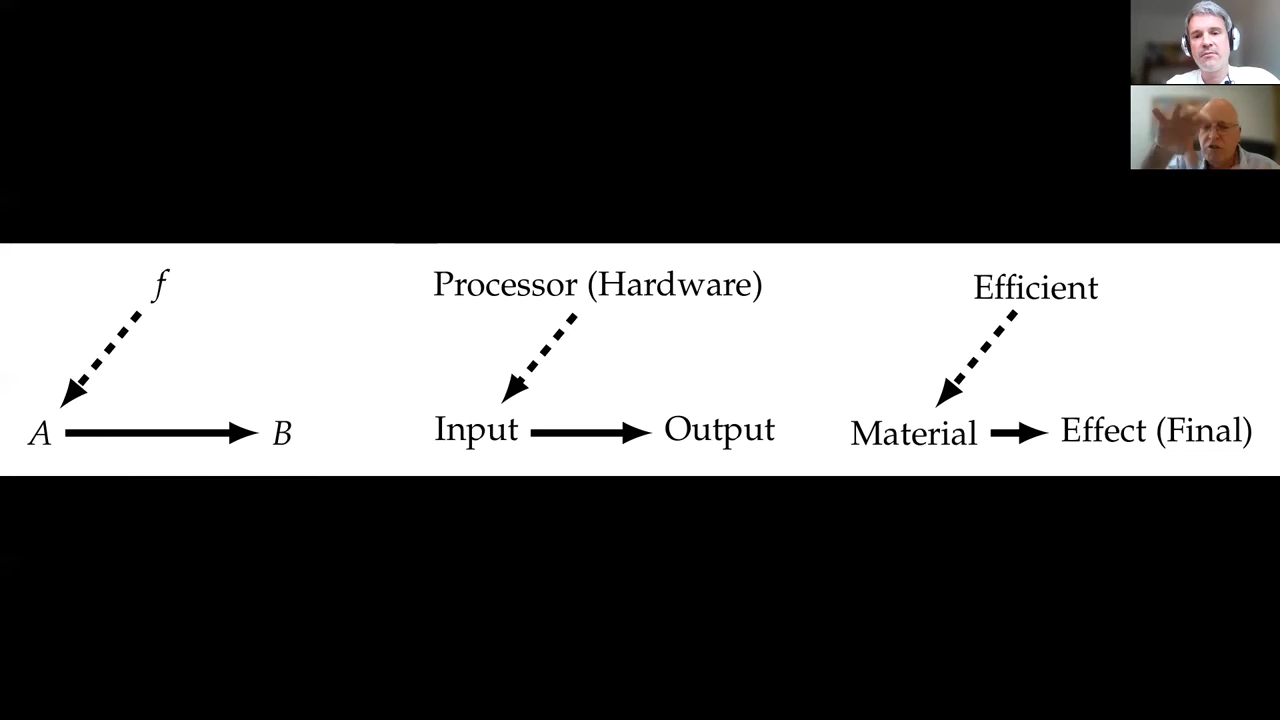 f
A B
Processor (Hardware)
Input Output
Efficient
Material Effect (Final)